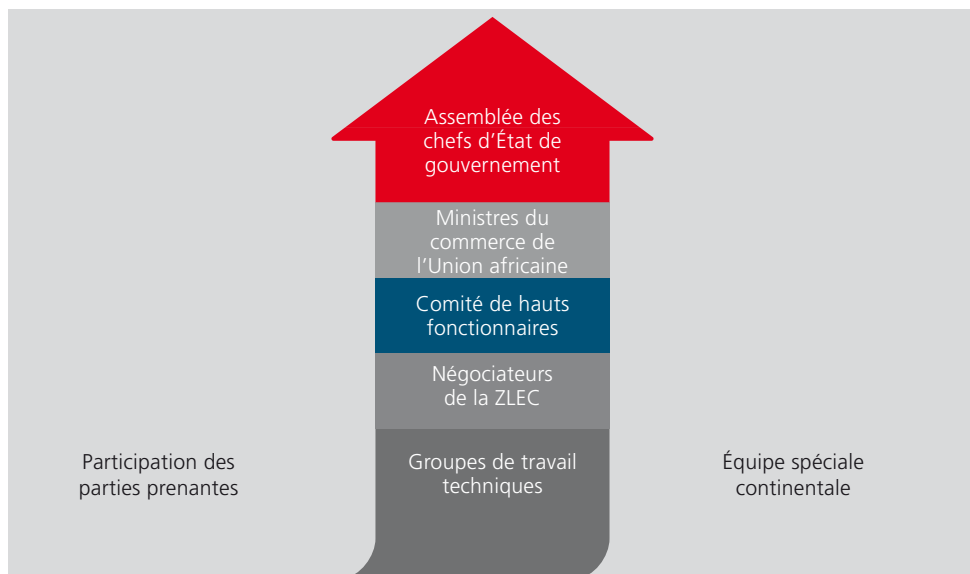 Assemblée des
chefs d'État de
gouvernement
Ministres du
commerce de
l'Union africaine
Comité de hauts
fonctionnaires
Négociateurs
de la ZLEC
Participation des
parties prenantes
Groupes de travail
techniques
Équipe spéciale
continentale